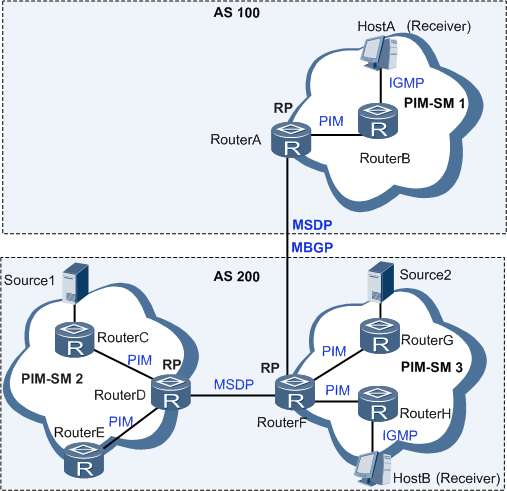 AS 100
HostA (Receiver)
IGMP
PIM-SM 1
RP
PIM
RouterA
RouterB
MSDP
MBGP
AS 200
Source1
Source2
RouterC
RouterG
PIM
PIM
PIM-SM 2
RP
RP
PIM-SM 3
RouterD
MSDP
PIM
PIM
RouterF
RouterH
RouterE
IGMP
HostB (Receiver)
R
R
R
R
R
R
R
R